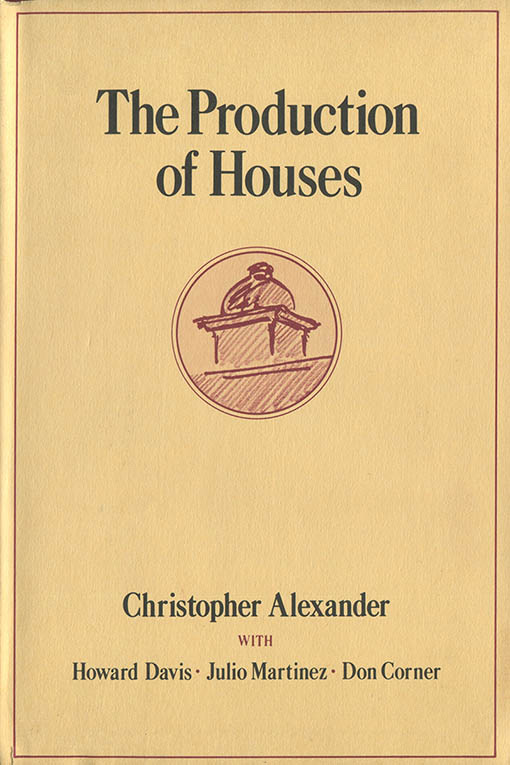 The Production
of Houses
Christopher Alexander
WITH
Howard Davis · Julio Martinez · Don Corner